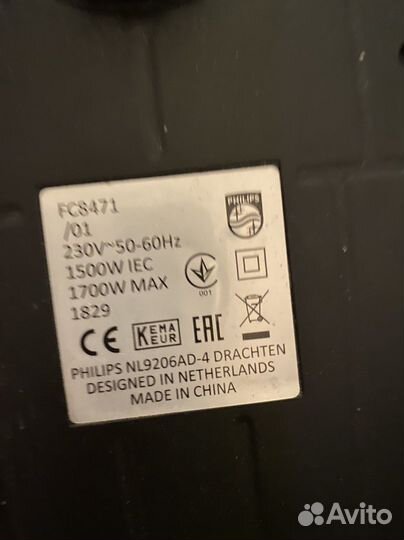 FC8471
/01
230V~50-60Hz
1500W IEC
1700W MAX
1829
PHILIPS
001
CE KEMA KEUR EAC
PHILIPS NL9206AD-4 DRACHTEN
DESIGNED IN NETHERLANDS
MADE IN CHINA
Avito